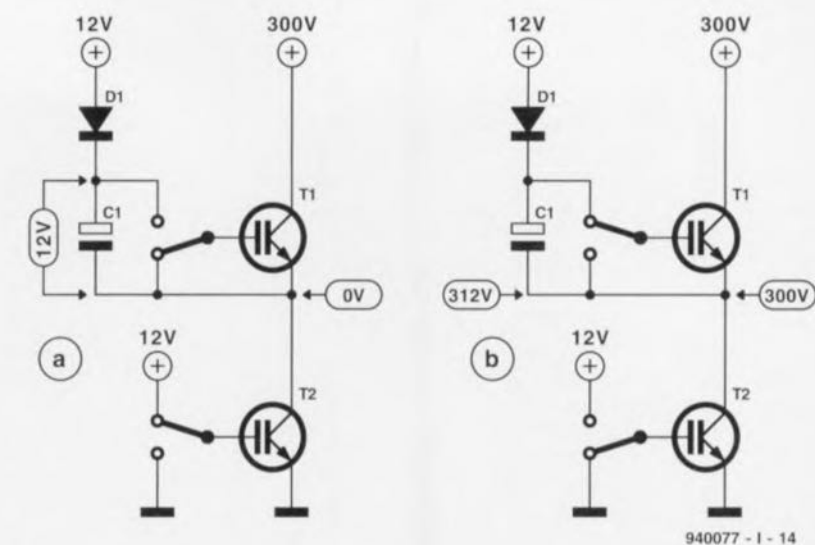 12V 300V
+ +
D1
T1
C1
12V
0V
a
12V
+
T2
12V 300V
+ +
D1
T1
C1
312V 300V
b
12V
+
T2
940077 - I - 14